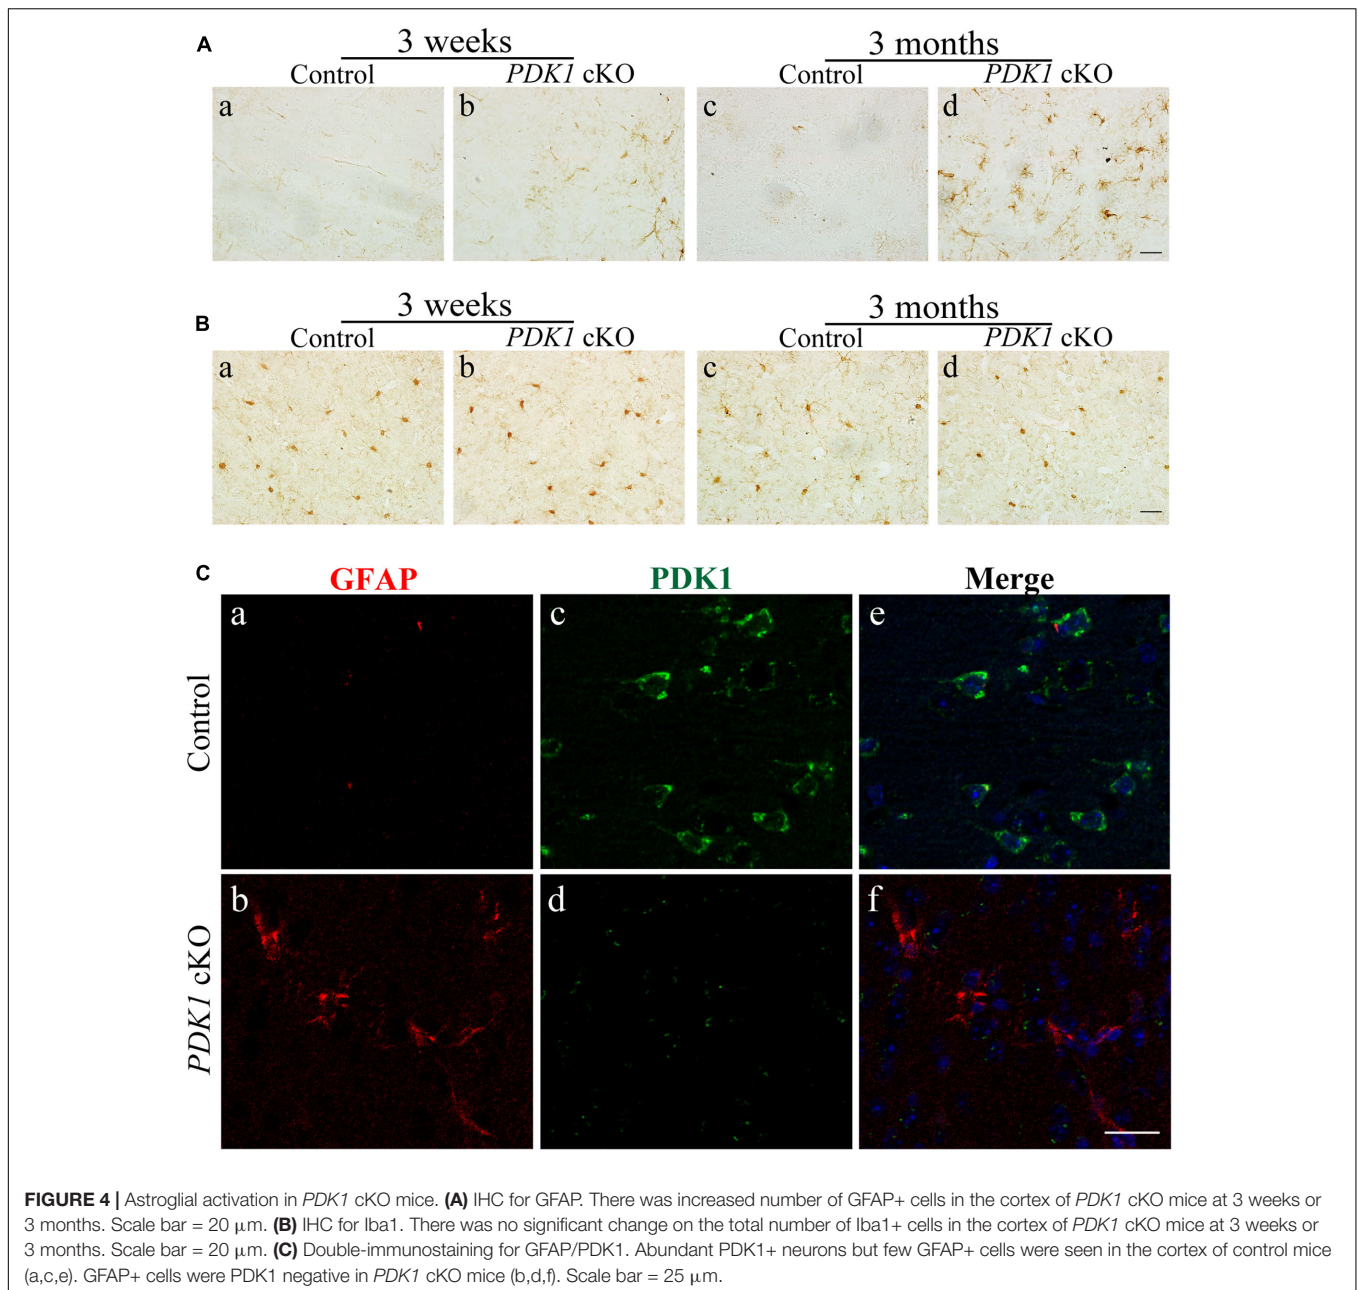 A
3 weeks
3 months
Control
PDK1 cKO
Control
PDK1 cKO
a
b
c
d
B
3 weeks
3 months
Control
PDK1 cKO
Control
PDK1 cKO
a
b
c
d
C
GFAP
PDK1
Merge
Control
a
c
e
PDK1 cKO
b
d
f
FIGURE 4 | Astroglial activation in PDK1 cKO mice. (A) IHC for GFAP. There was increased number of GFAP+ cells in the cortex of PDK1 cKO mice at 3 weeks or
3 months. Scale bar = 20 μm. (B) IHC for Iba1. There was no significant change on the total number of Iba1+ cells in the cortex of PDK1 cKO mice at 3 weeks or
3 months. Scale bar = 20 μm. (C) Double-immunostaining for GFAP/PDK1. Abundant PDK1+ neurons but few GFAP+ cells were seen in the cortex of control mice
(a,c,e). GFAP+ cells were PDK1 negative in PDK1 cKO mice (b,d,f). Scale bar = 25 μm.